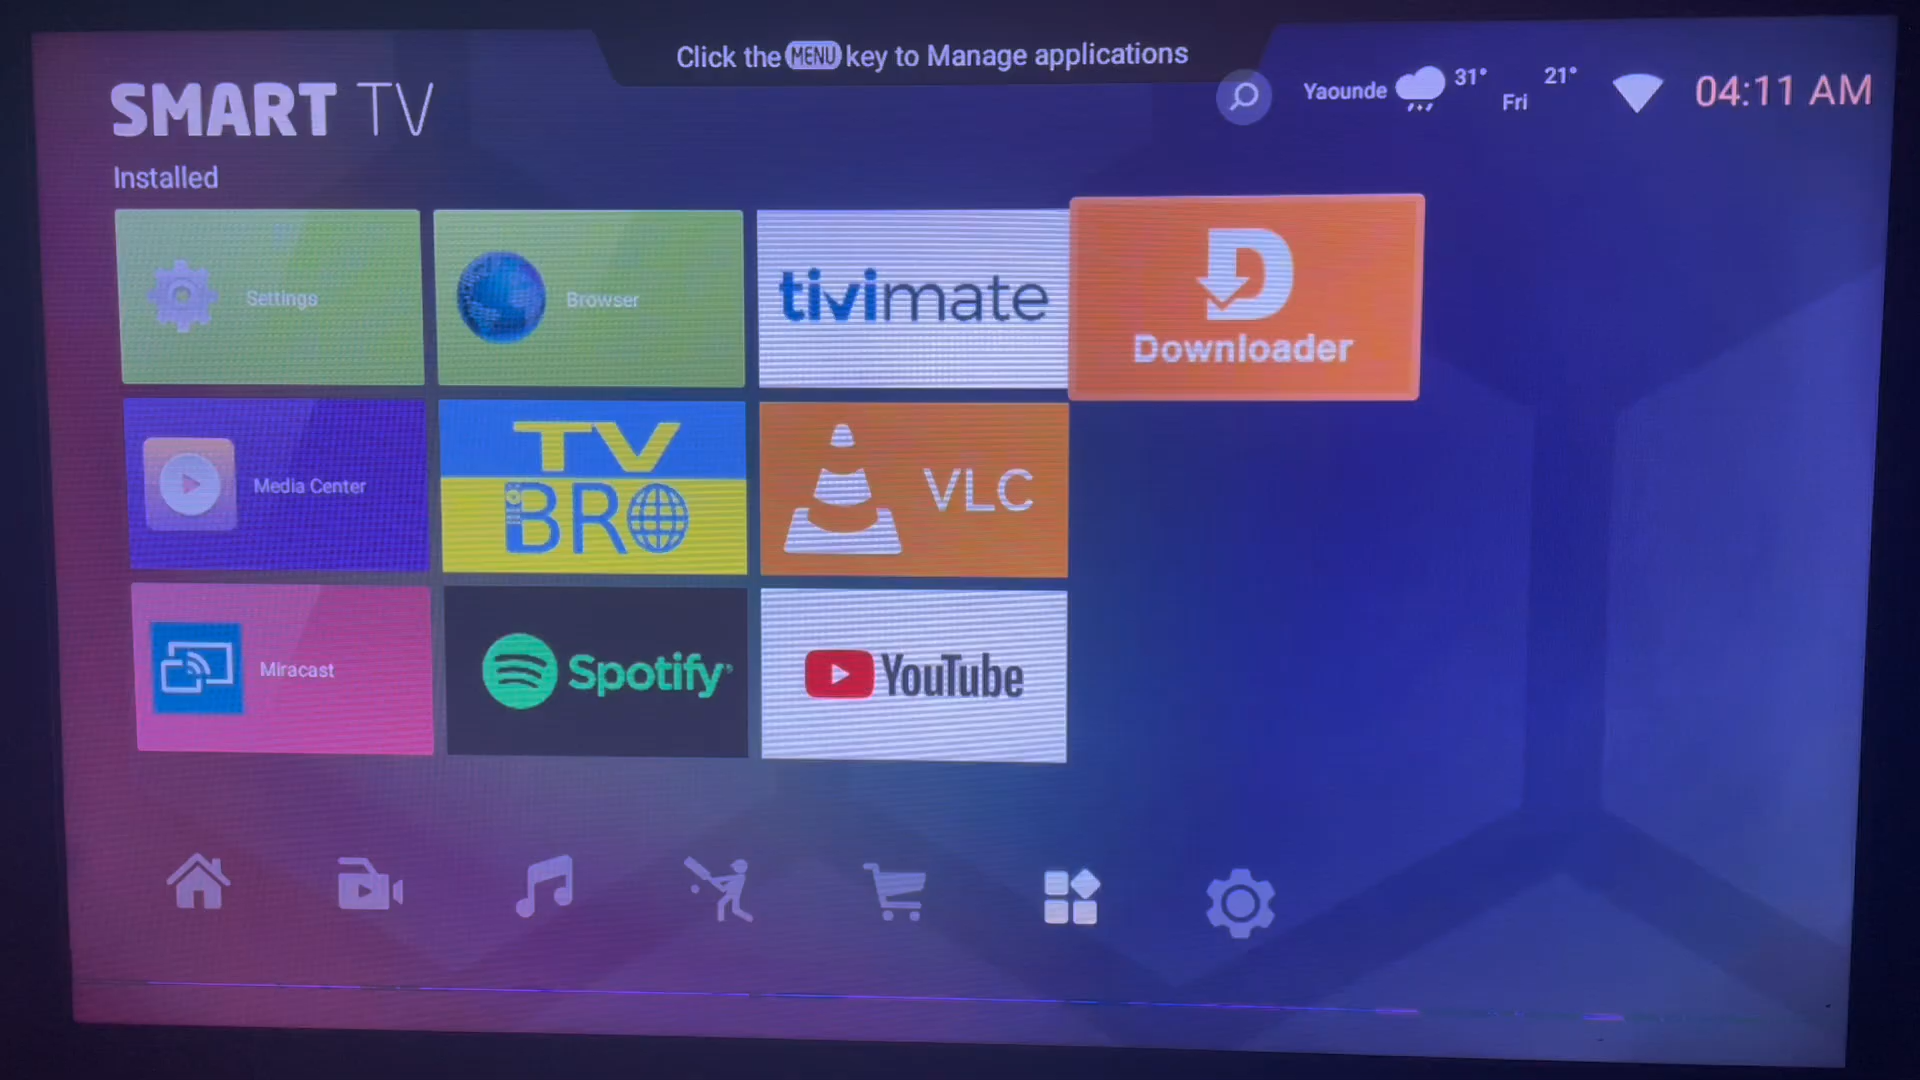 Click the MENU key to Manage applications
SMART TV
Yaounde 31° Fri 21° 04:11 AM
Installed
Settings
Browser
tivimate
Downloader
Media Center
TV
BRO
VLC
Miracast
Spotify
YouTube